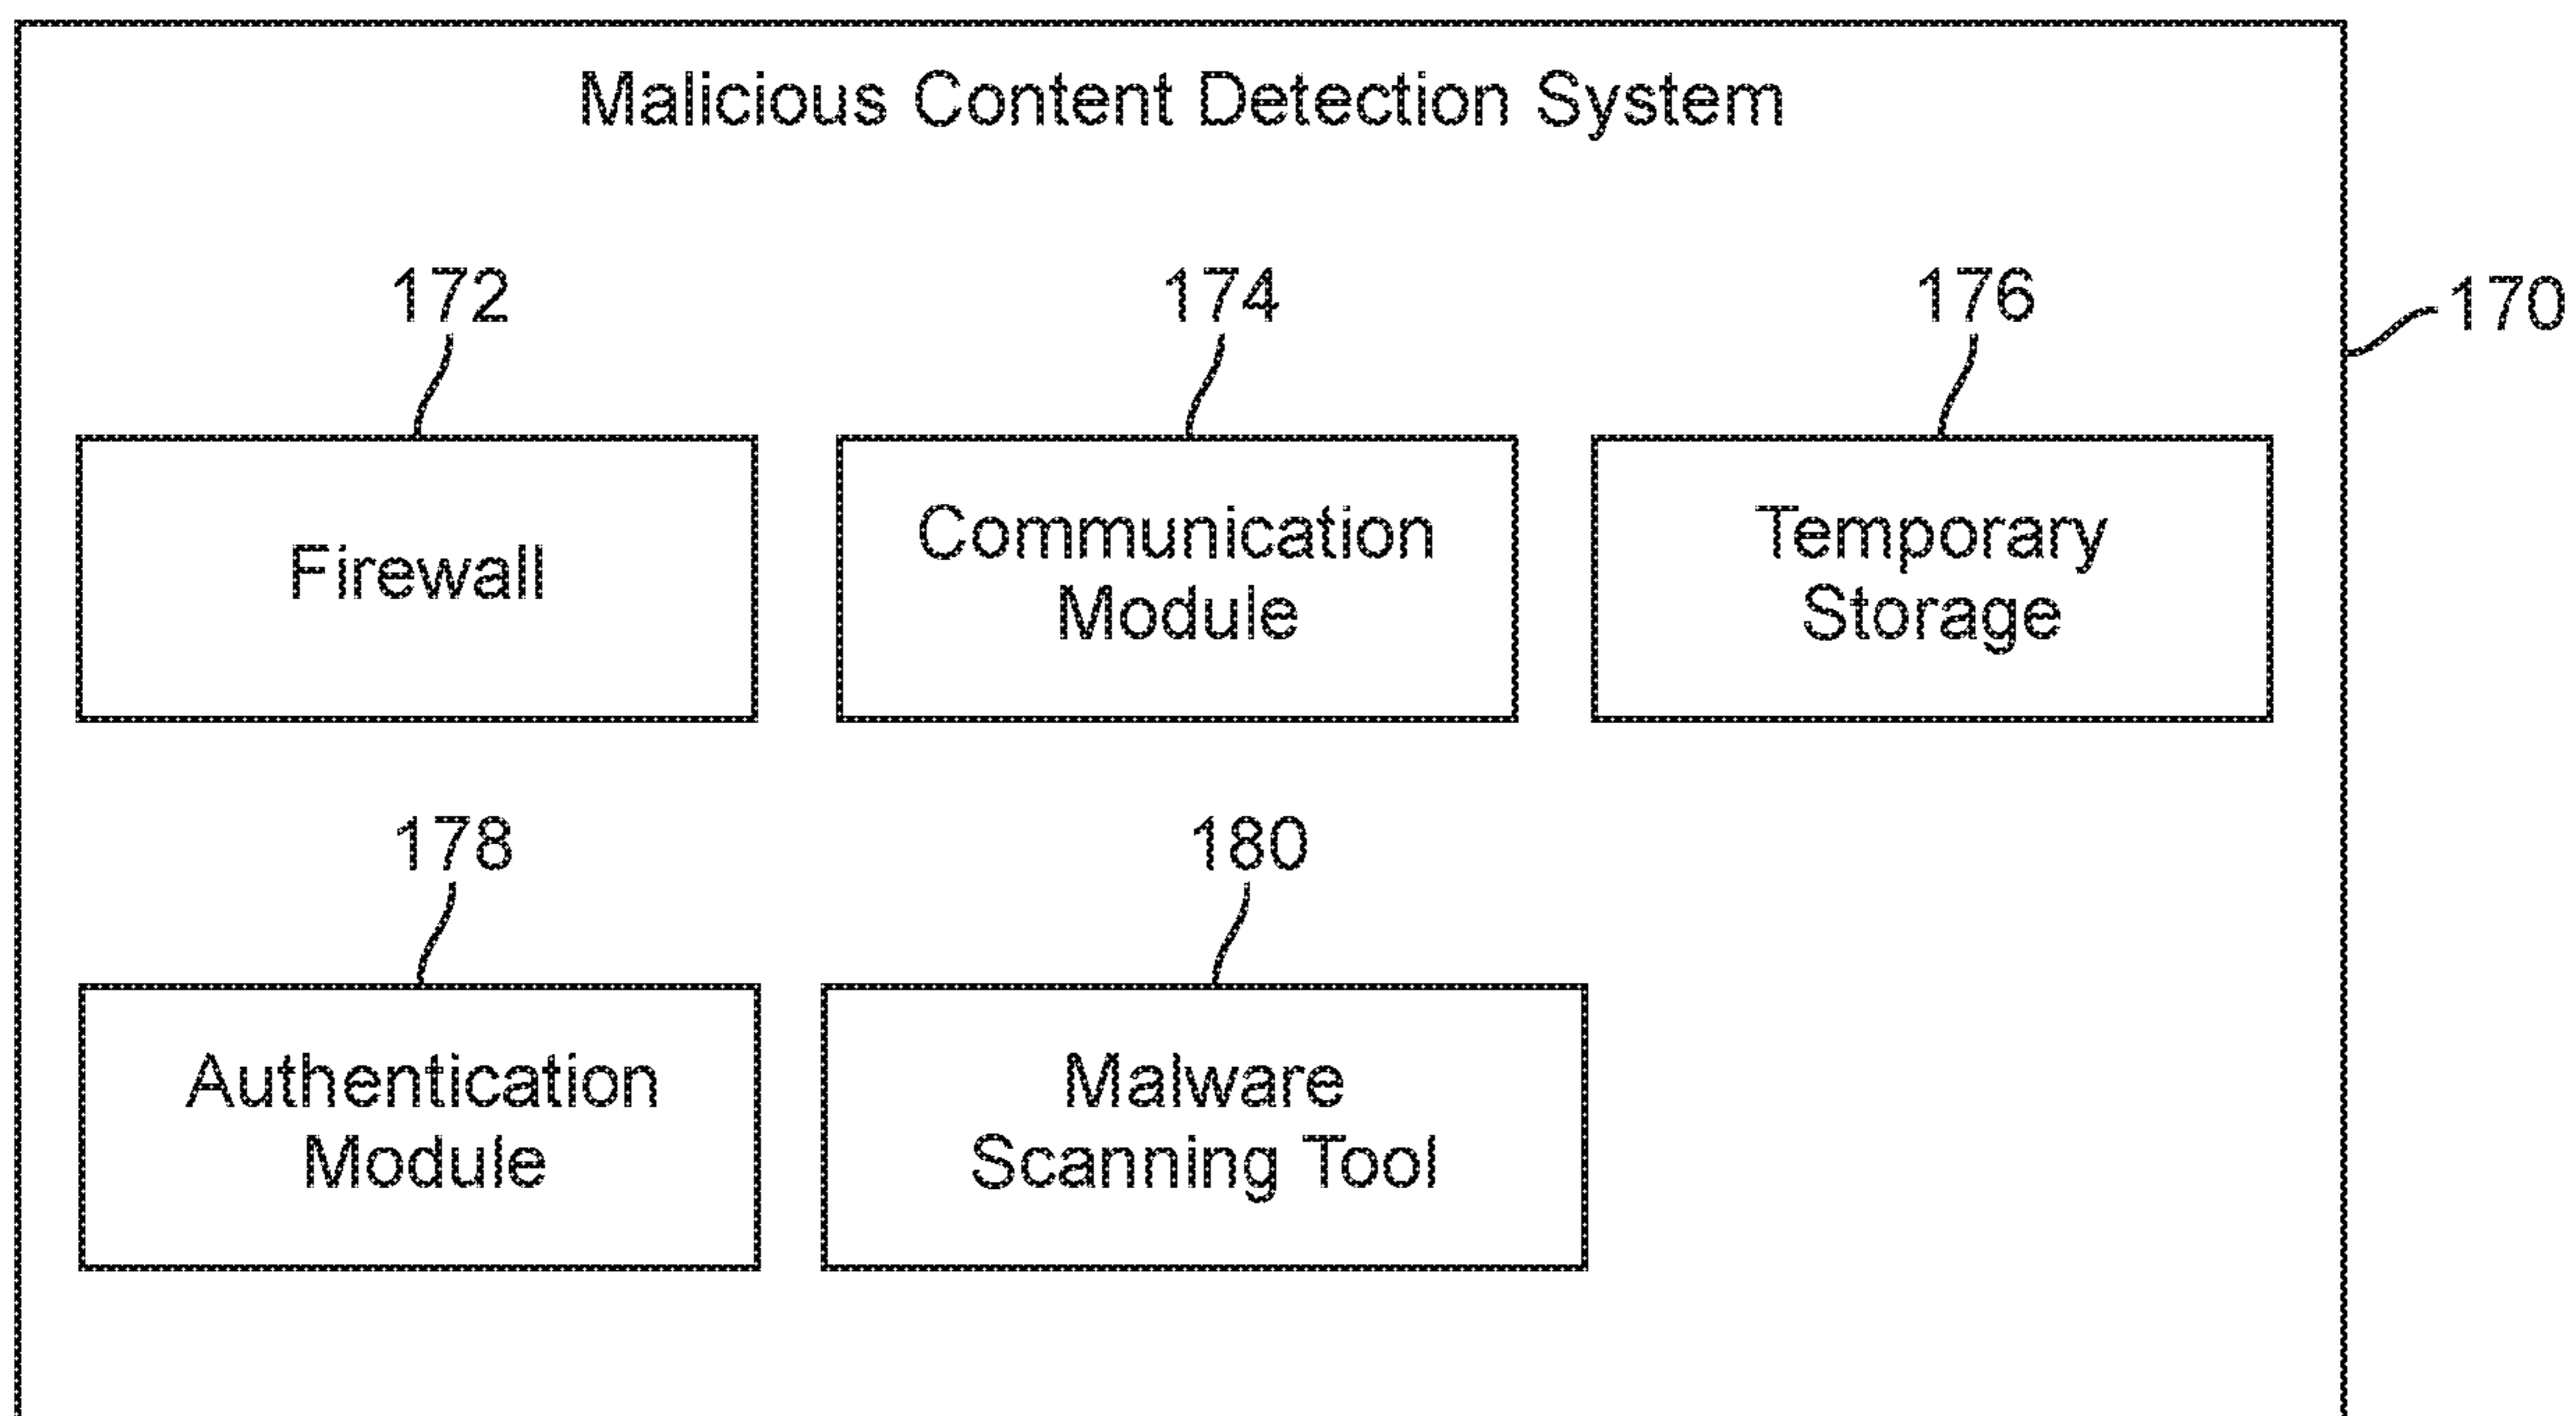 Malicious Content Detection System
172
174
176
170
Firewall
Communication
Module
Temporary
Storage
178
180
Authentication
Module
Malware
Scanning Tool